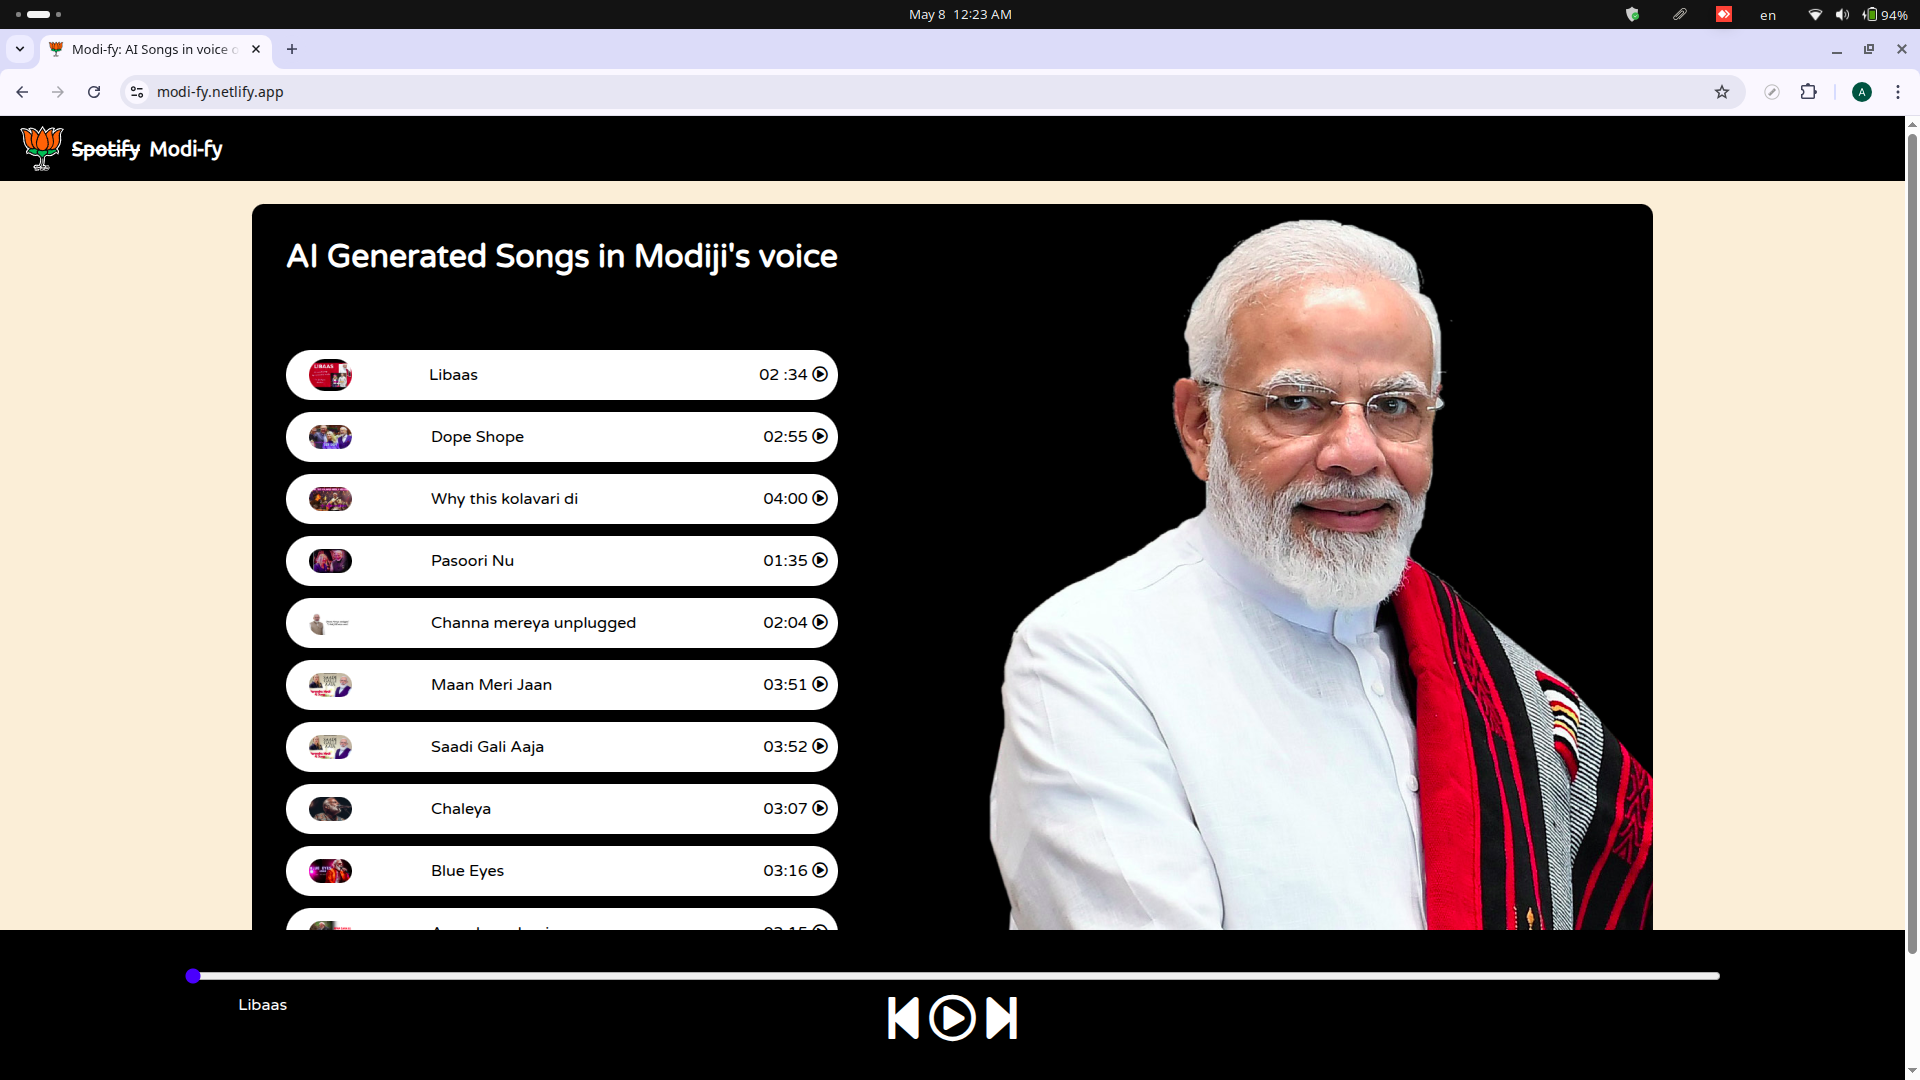 May 8  12:23 AM
en
94%
Modi-fy: AI Songs in voice o
modi-fy.netlify.app
A
Spotify Modi-fy
AI Generated Songs in Modiji's voice
Libaas 02 :34
Dope Shope 02:55
Why this kolavari di 04:00
Pasoori Nu 01:35
Channa mereya unplugged 02:04
Maan Meri Jaan 03:51
Saadi Gali Aaja 03:52
Chaleya 03:07
Blue Eyes 03:16
Libaas